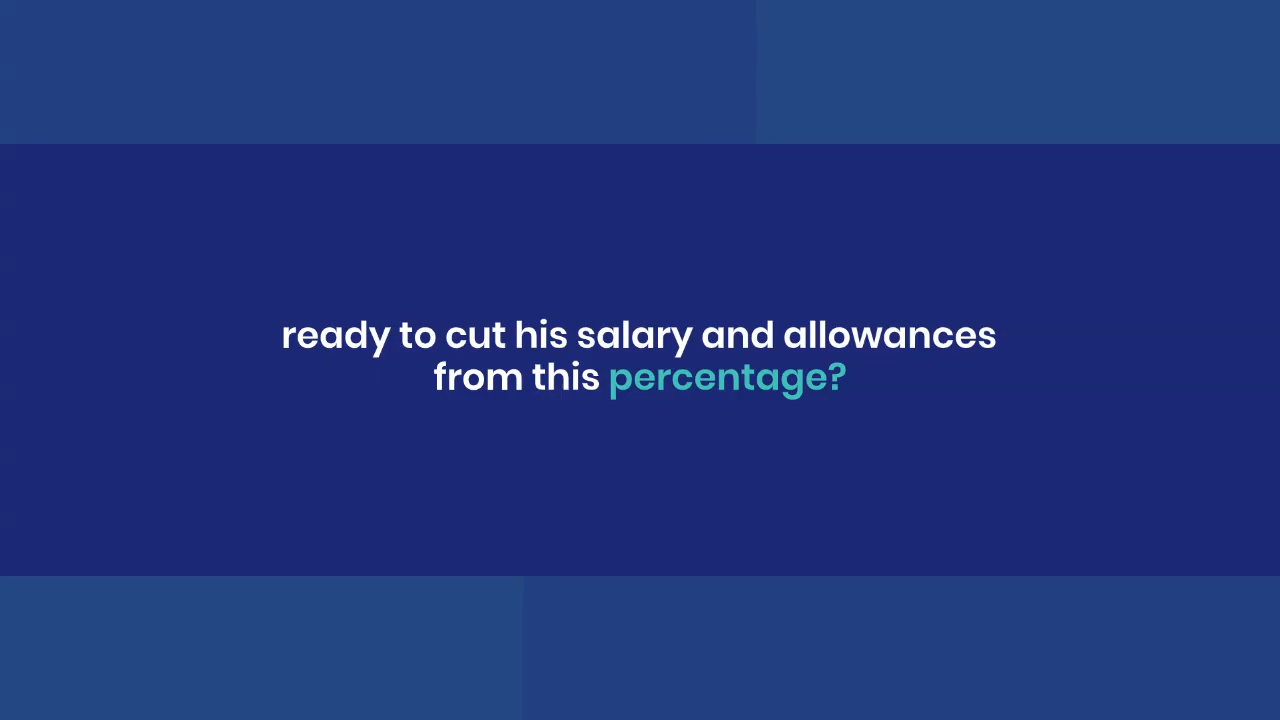 ready to cut his salary and allowances
from this percentage?